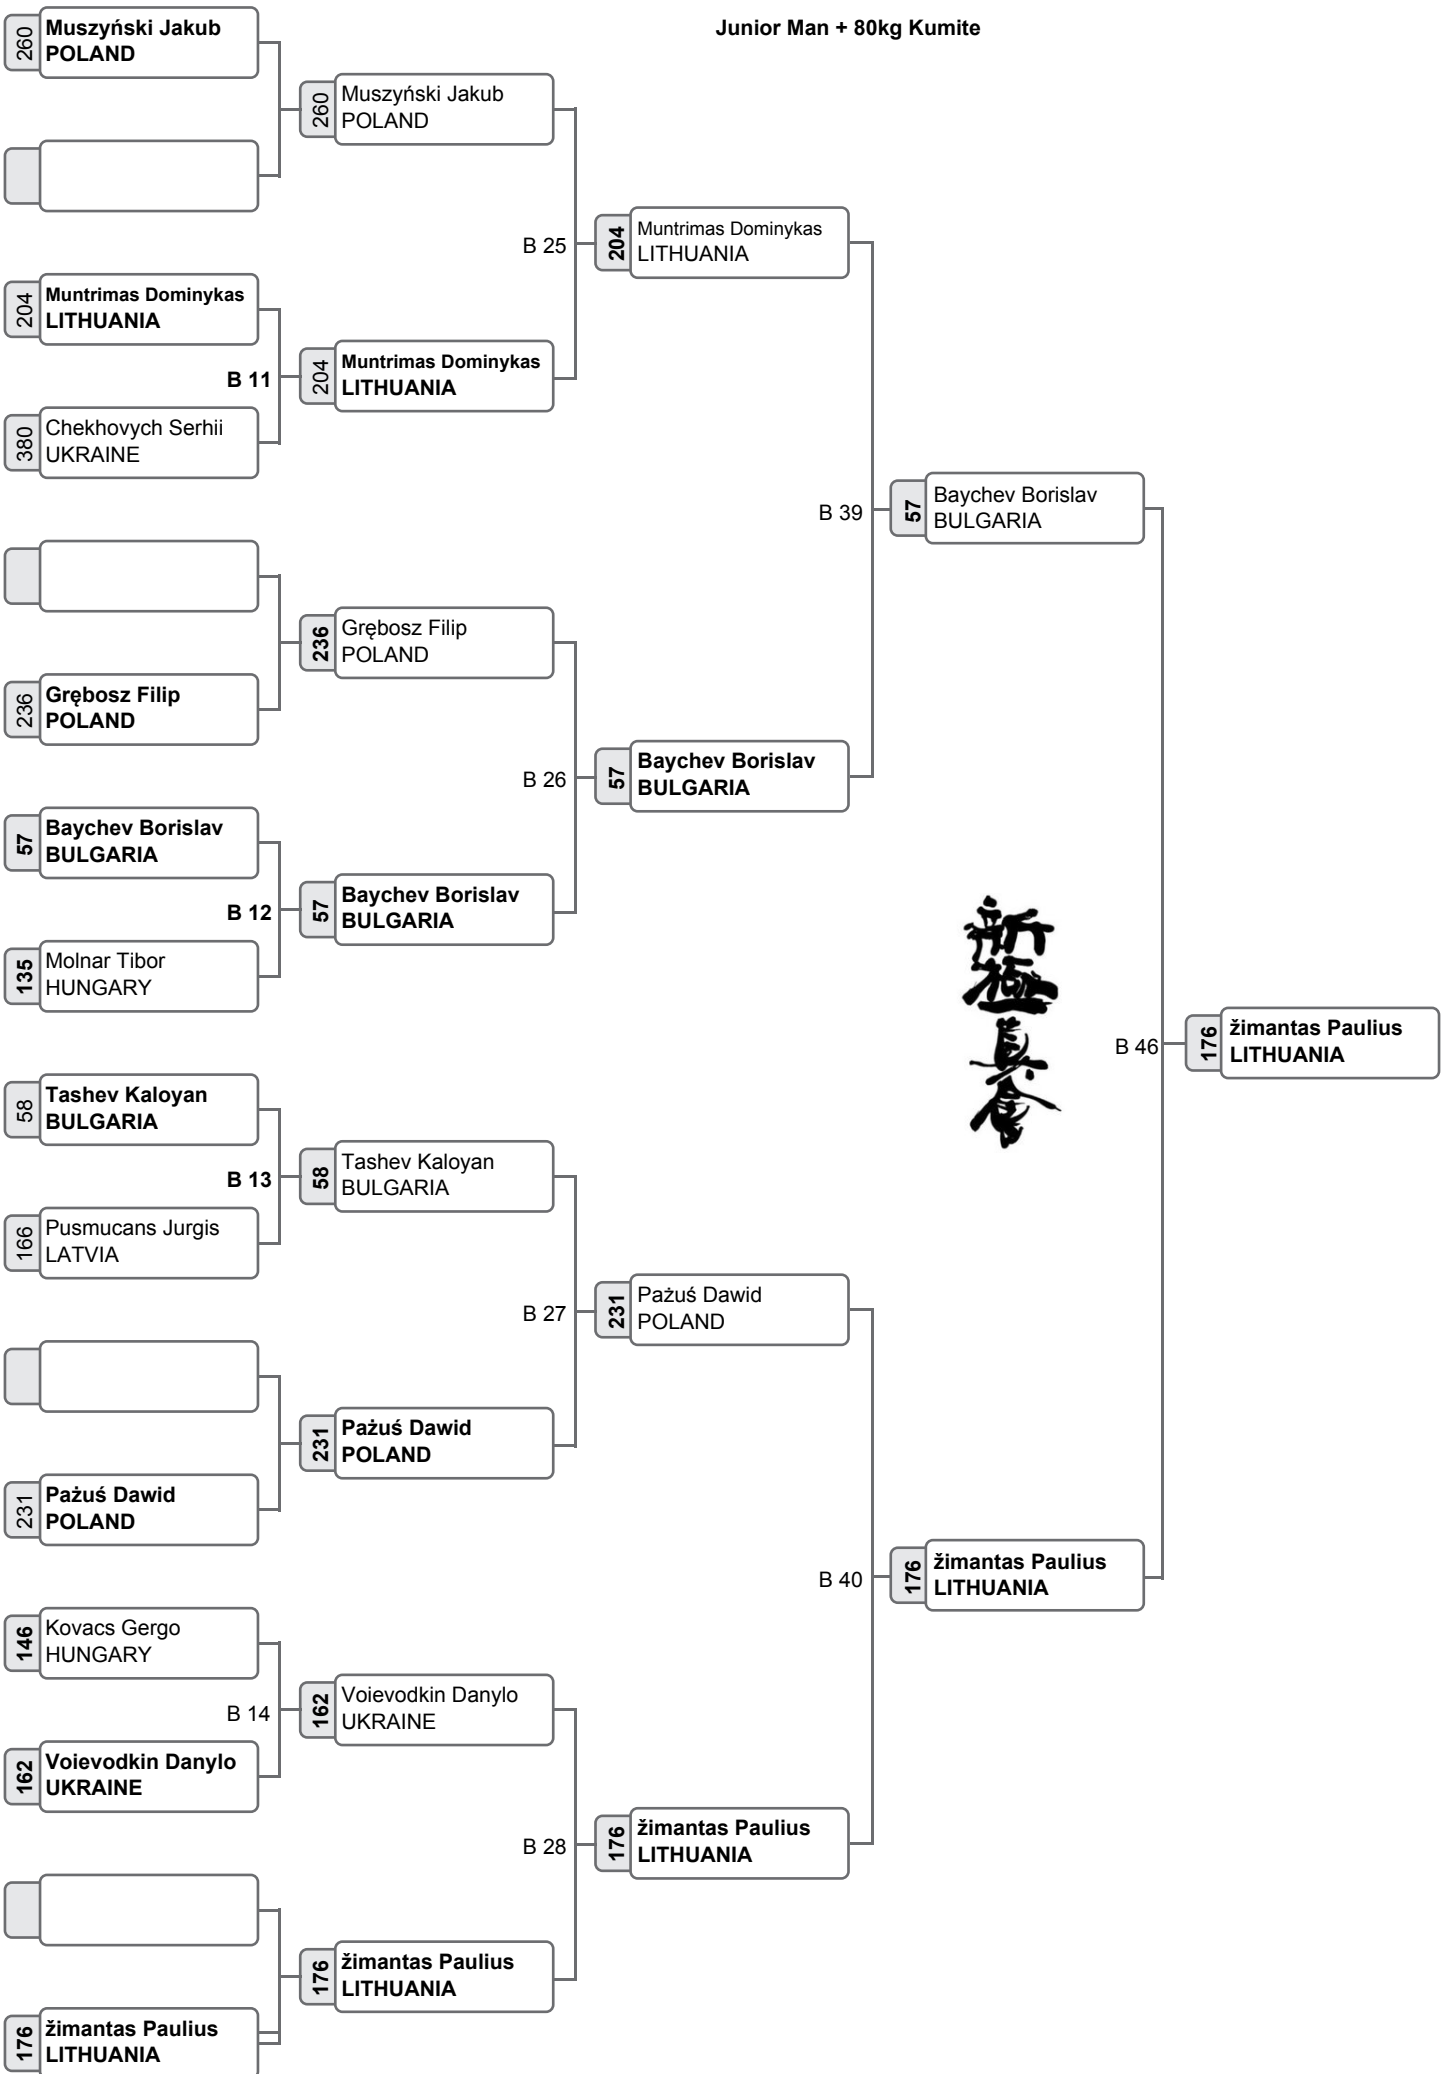 Junior Man + 80kg Kumite
260
Muszyński Jakub
POLAND
204
Muntrimas Dominykas
LITHUANIA
B 11
380
Chekhovych Serhii
UKRAINE
236
Grębosz Filip
POLAND
57
Baychev Borislav
BULGARIA
B 12
135
Molnar Tibor
HUNGARY
58
Tashev Kaloyan
BULGARIA
B 13
166
Pusmucans Jurgis
LATVIA
231
Pażuś Dawid
POLAND
146
Kovacs Gergo
HUNGARY
B 14
162
Voievodkin Danylo
UKRAINE
176
žimantas Paulius
LITHUANIA
260
Muszyński Jakub
POLAND
B 25
204
Muntrimas Dominykas
LITHUANIA
236
Grębosz Filip
POLAND
B 26
57
Baychev Borislav
BULGARIA
58
Tashev Kaloyan
BULGARIA
B 27
231
Pażuś Dawid
POLAND
162
Voievodkin Danylo
UKRAINE
B 28
176
žimantas Paulius
LITHUANIA
204
Muntrimas Dominykas
LITHUANIA
B 39
57
Baychev Borislav
BULGARIA
231
Pażuś Dawid
POLAND
B 40
176
žimantas Paulius
LITHUANIA
57
Baychev Borislav
BULGARIA
B 46
176
žimantas Paulius
LITHUANIA
新極真會
176
žimantas Paulius
LITHUANIA